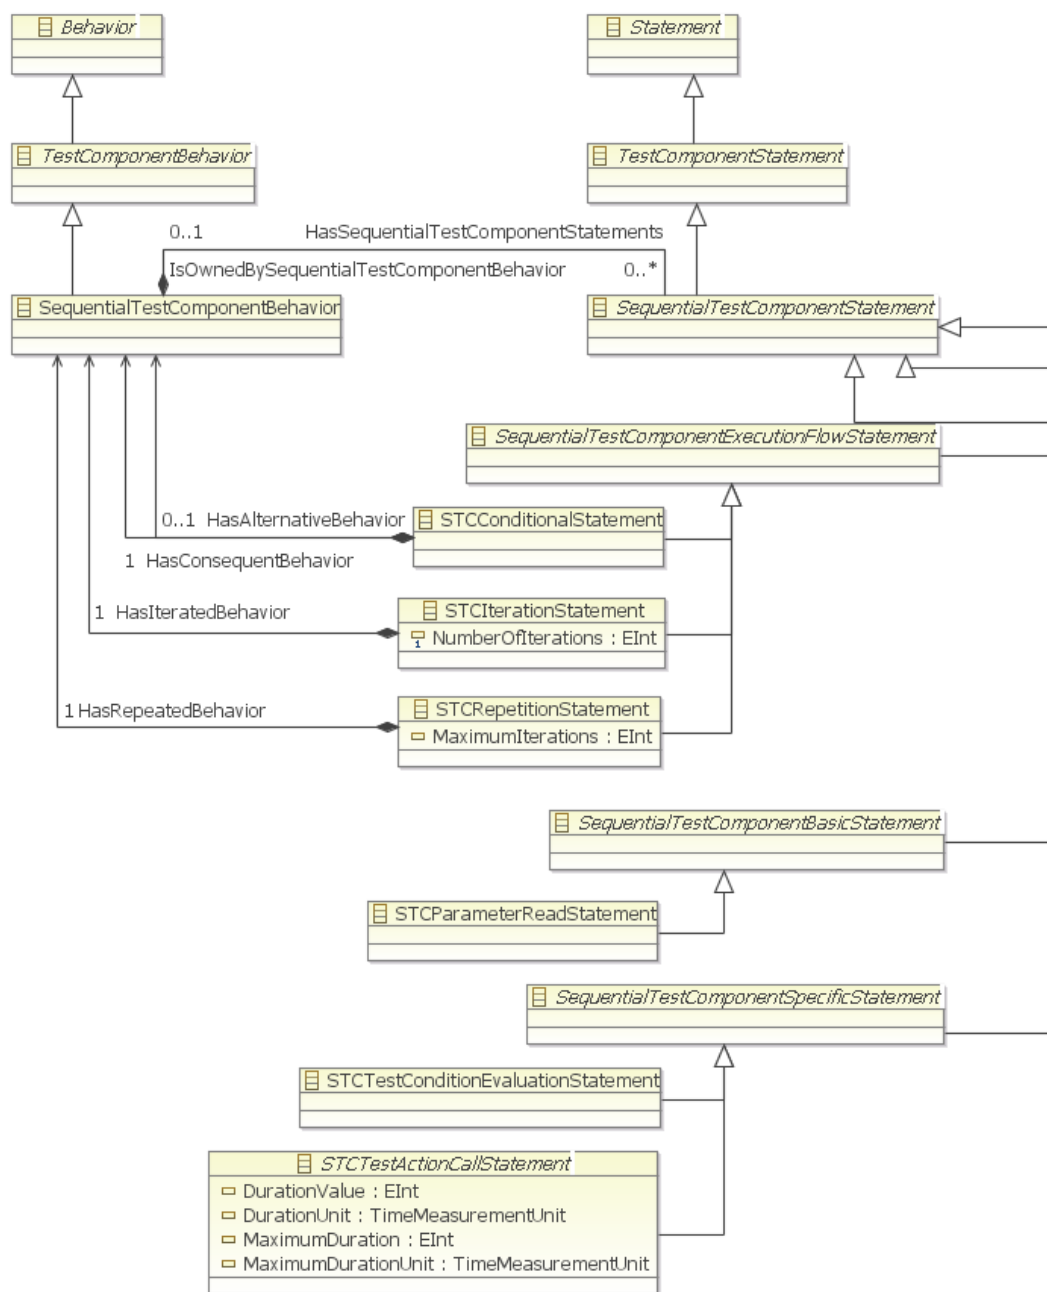 Behavior
Statement
TestComponentBehavior
TestComponentStatement
0..1 HasSequentialTestComponentStatements
IsOwnedBySequentialTestComponentBehavior 0..*
SequentialTestComponentBehavior
SequentialTestComponentStatement
SequentialTestComponentExecutionFlowStatement
0..1 HasAlternativeBehavior
STCConditionalStatement
1 HasConsequentBehavior
1 HasIteratedBehavior
STCIterationStatement
1 NumberOfIterations : EInt
1 HasRepeatedBehavior
STCRepetitionStatement
MaximumIterations : EInt
SequentialTestComponentBasicStatement
STCParameterReadStatement
SequentialTestComponentSpecificStatement
STCTestConditionEvaluationStatement
STCTestActionCallStatement
DurationValue : EInt
DurationUnit : TimeMeasurementUnit
MaximumDuration : EInt
MaximumDurationUnit : TimeMeasurementUnit